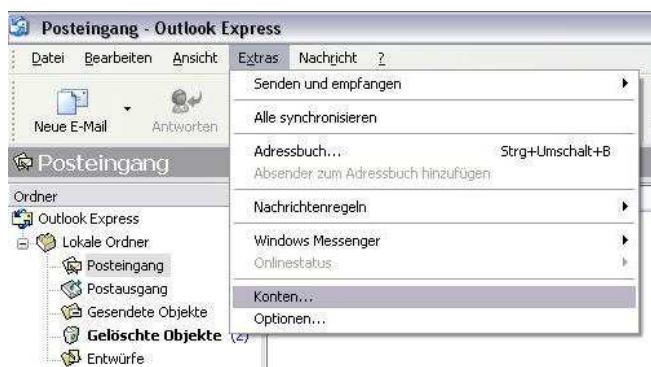 Posteingang - Outlook Express
Datei Bearbeiten Ansicht Extras Nachricht ?
Neue E-Mail Antworten
Senden und empfangen
Alle synchronisieren
Adressbuch... Strg+Umschalt+B
Absender zum Adressbuch hinzufügen
Nachrichtenregeln
Windows Messenger
Onlinestatus
Konten...
Optionen...
Posteingang
Ordner
Outlook Express
Lokale Ordner
Posteingang
Postausgang
Gesendete Objekte
Gelöschte Objekte (2)
Entwürfe